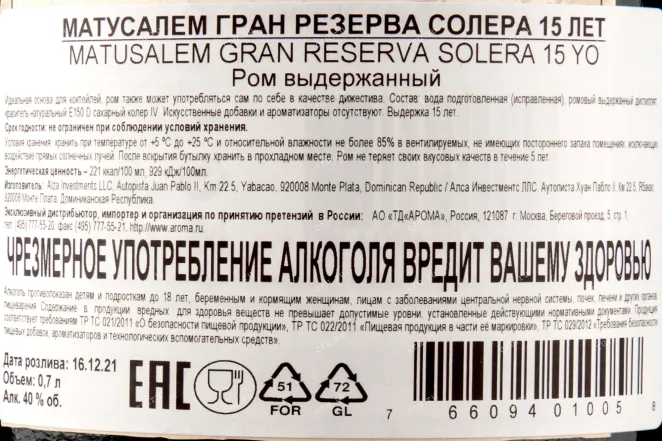 МАТУСАЛЕМ ГРАН РЕЗЕРВА СОЛЕРА 15 ЛЕТ
MATUSALEM GRAN RESERVA SOLERA 15 YO
Ром выдержанный
Идеальная основа для коктейлей, ром также может употребляться сам по себе в качестве дижестива. Состав: вода подготовленная (исправленная), ромовый выдержанный дистиллят,
краситель натуральный Е150 D сахарный колер IV. Искусственные добавки и ароматизаторы отсутствуют. Выдержка 15 лет.
Срок годности: не ограничен при соблюдении условий хранения.
Условия хранения: хранить при температуре от +5 °С до +25 °С и относительной влажности не более 85% в вентилируемых, не имеющих постороннего запаха помещениях, исключающих
воздействие прямых солнечных лучей. После вскрытия бутылку хранить в прохладном месте. Ром не теряет своих вкусовых качеств в течение 5 лет.
Энергетическая ценность – 221 ккал/100 мл, 929 кДж/100мл.
Изготовитель: Alza Investments LLC, Autopista Juan Pablo II, Km 22.5, Yabacao, 920008 Monte Plata, Dominican Republic / Алса Инвестментс ЛЛС, Аутописта Хуан Пабло II, Км 22.5, Ябакао,
920008 Монте Плата, Доминиканская Республика.
Эксклюзивный дистрибьютор, импортер и организация по принятию претензий в России: АО «ТД«АРОМА», Россия, 121087 г. Москва, Береговой проезд, 5, стр. 1,
тел. (495) 777-55-20, факс (495) 777-55-21, http://www.aroma.ru.
ЧРЕЗМЕРНОЕ УПОТРЕБЛЕНИЕ АЛКОГОЛЯ ВРЕДИТ ВАШЕМУ ЗДОРОВЬЮ
Алкоголь противопоказан детям и подросткам до 18 лет, беременным и кормящим женщинам, лицам с заболеваниями центральной нервной системы, почек, печени и других органов
пищеварения. Содержание в продукции вредных для здоровья веществ не превышает допустимые уровни, установленные действующими нормативными документами. Продукция
соответствует требованиям ТР ТС 021/2011 «О безопасности пищевой продукции», ТР ТС 022/2011 «Пищевая продукция в части её маркировки», ТР ТС 029/2012 «Требования безопасности
пищевых добавок, ароматизаторов и технологических вспомогательных средств».
Дата розлива: 16.12.21
Объем: 0,7 л
Алк. 40 % об.
ЕАС
51
FOR
72
GL
7 66094 01005 8